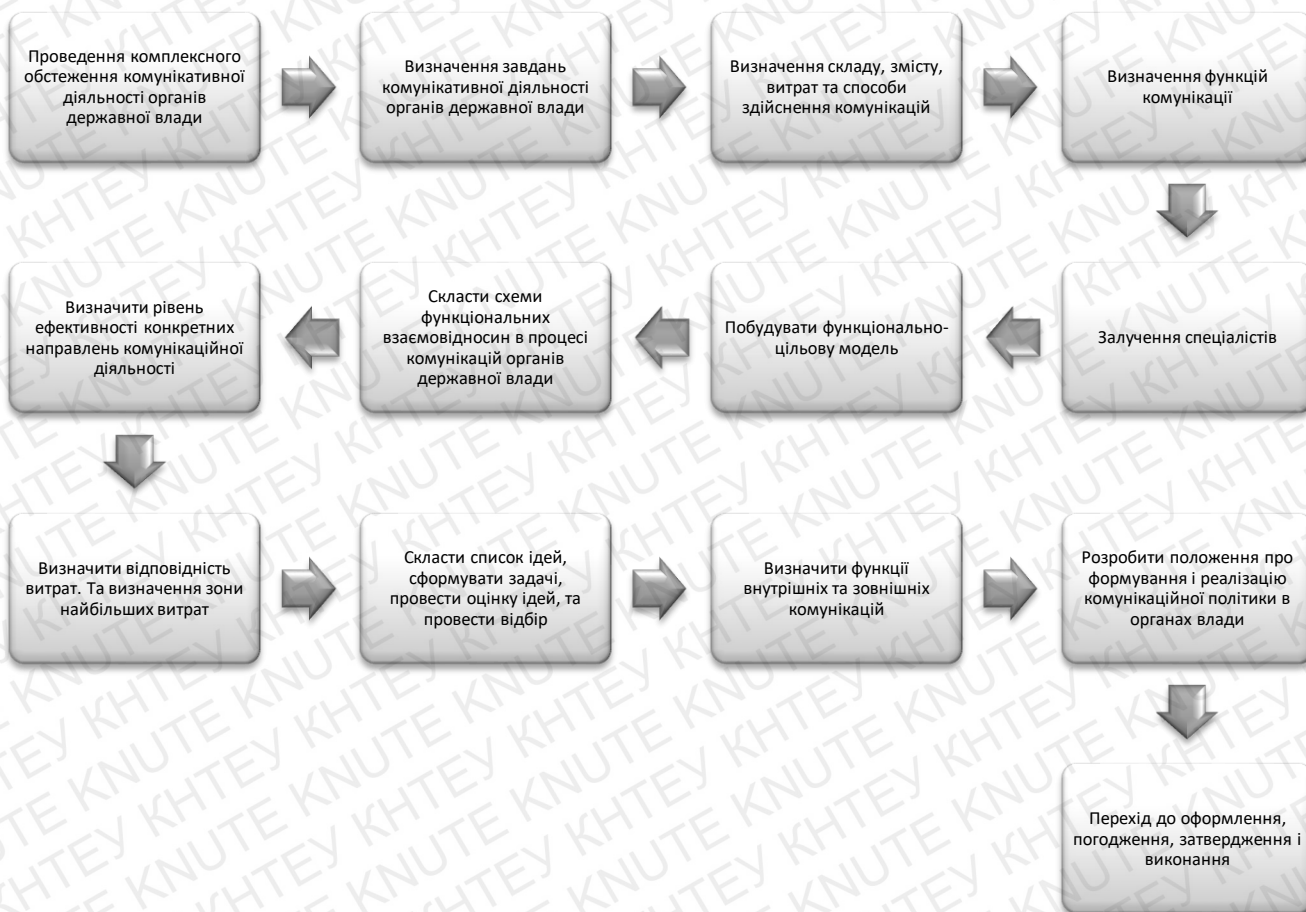 Проведення комплексного
обстеження комунікативної
діяльності органів
державної влади
Визначення завдань
комунікативної діяльності
органів державної влади
Визначення складу, змісту,
витрат та способи
здійснення комунікацій
Визначення функцій
комунікації
Залучення спеціалістів
Побудувати функціонально-
цільову модель
Скласти схеми
функціональних
взаємовідносин в процесі
комунікацій органів
державної влади
Визначити рівень
ефективності конкретних
направлень комунікаційної
діяльності
Визначити відповідність
витрат. Та визначення зони
найбільших витрат
Скласти список ідей,
сформувати задачі,
провести оцінку ідей, та
провести відбір
Визначити функції
внутрішніх та зовнішніх
комунікацій
Розробити положення про
формування і реалізацію
комунікаційної політики в
органах влади
Перехід до оформлення,
погодження, затвердження і
виконання